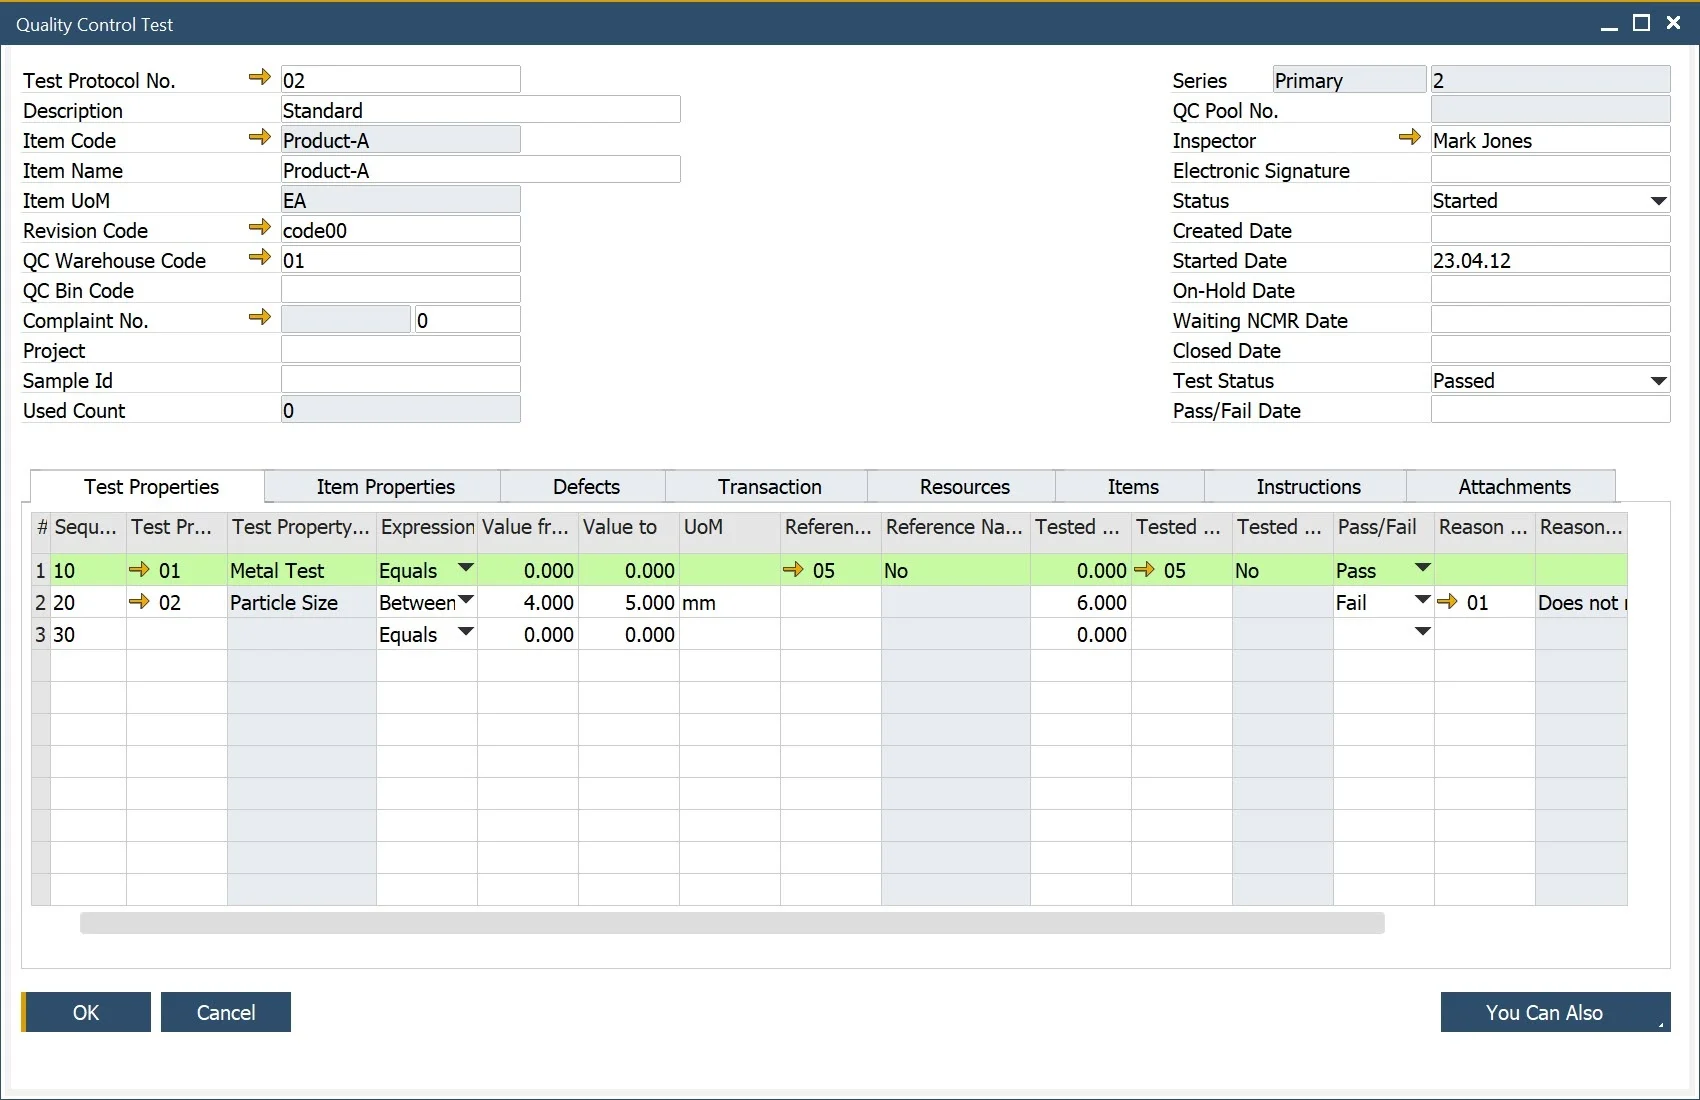 Quality Control Test
Test Protocol No. 02
Description Standard
Item Code Product-A
Item Name Product-A
Item UoM EA
Revision Code code00
QC Warehouse Code 01
QC Bin Code
Complaint No. 0
Project
Sample Id
Used Count 0
Series Primary 2
QC Pool No.
Inspector Mark Jones
Electronic Signature
Status Started
Created Date
Started Date 23.04.12
On-Hold Date
Waiting NCMR Date
Closed Date
Test Status Passed
Pass/Fail Date
Test Properties Item Properties Defects Transaction Resources Items Instructions Attachments
# Sequ... Test Pr... Test Property... Expression Value fr... Value to UoM Referen... Reference Na... Tested ... Tested ... Tested ... Pass/Fail Reason ... Reason...
1 10 01 Metal Test Equals 0.000 0.000 05 No 0.000 05 No Pass
2 20 02 Particle Size Between 4.000 5.000 mm 6.000 Fail 01 Does not
3 30 Equals 0.000 0.000 0.000
OK Cancel You Can Also